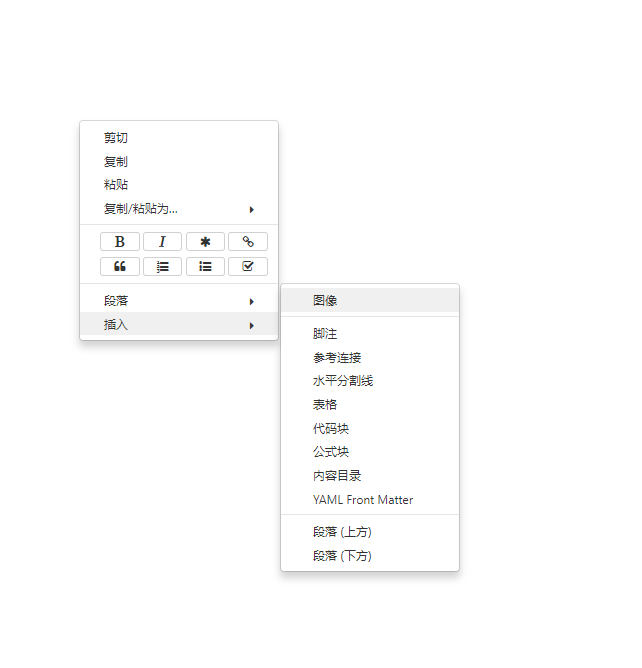 剪切
复制
粘贴
复制/粘贴为...
B I
段落
插入
图像
脚注
参考连接
水平分割线
表格
代码块
公式块
内容目录
YAML Front Matter
段落 (上方)
段落 (下方)